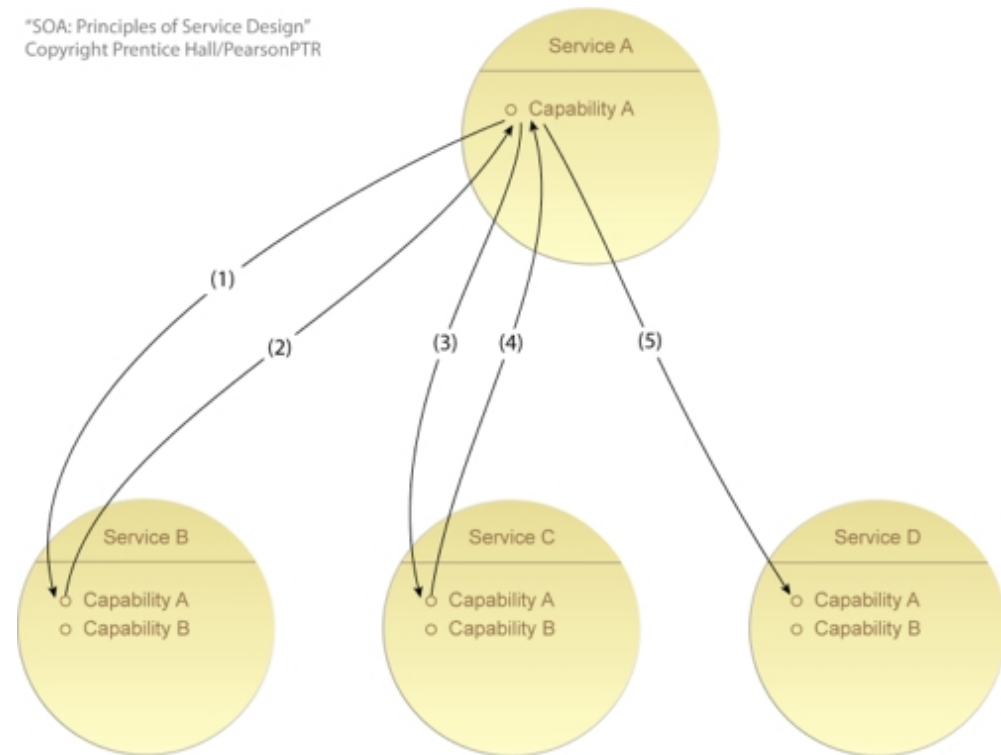 "SOA: Principles of Service Design"
Copyright Prentice Hall/PearsonPTR
Service A
Capability A
(1)
(2)
(3)
(4)
(5)
Service B
Capability A
Capability B
Service C
Capability A
Capability B
Service D
Capability A
Capability B